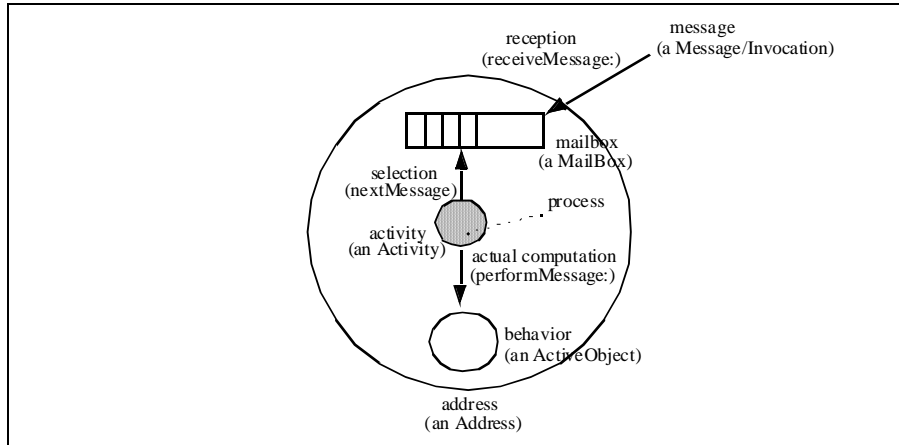 message
(a Message/Invocation)
reception
(receiveMessage:)
mailbox
(a MailBox)
selection
(nextMessage)
process
activity
(an Activity)
actual computation
(performMessage:)
behavior
(an ActiveObject)
address
(an Address)